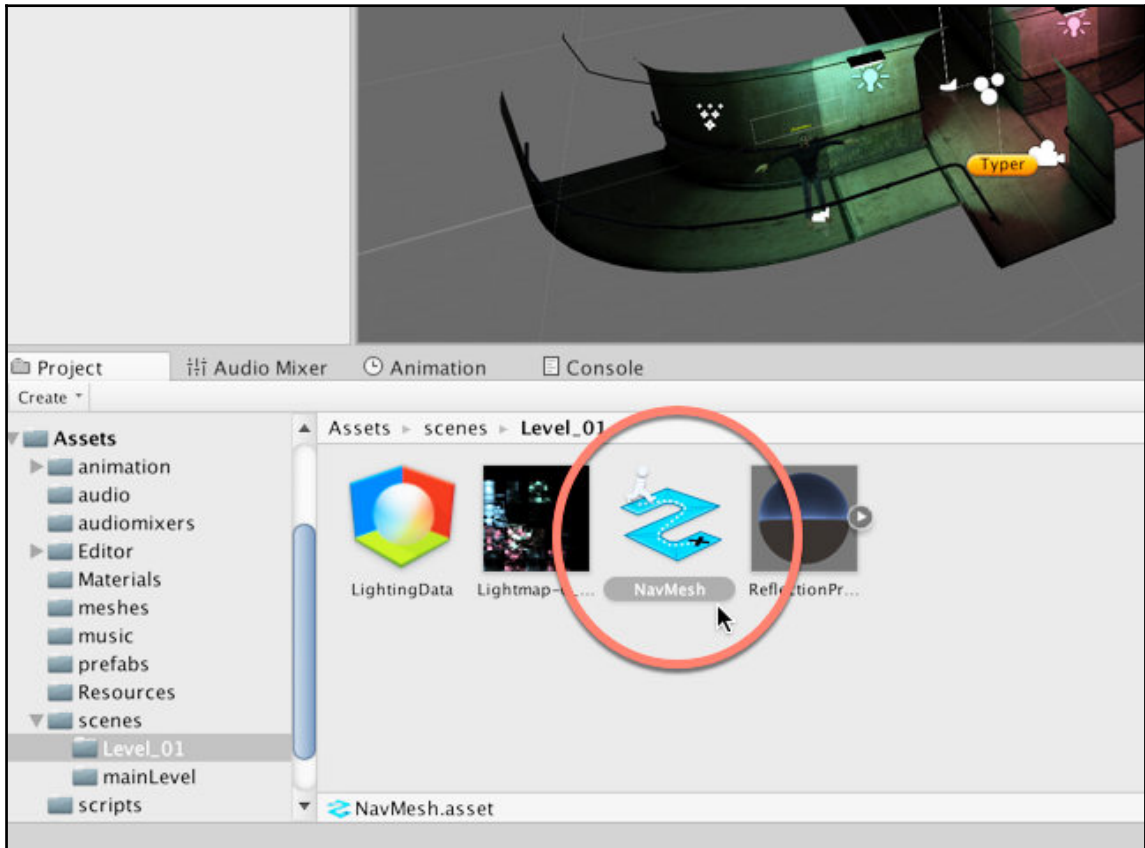 Typer
Project
Audio Mixer
Animation
Console
Create
Assets
animation
audio
audiomixers
Editor
Materials
meshes
music
prefabs
Resources
scenes
Level_01
mainLevel
scripts
Assets scenes Level_01
LightingData
NavMesh
ReflectionPr...
NavMesh.asset